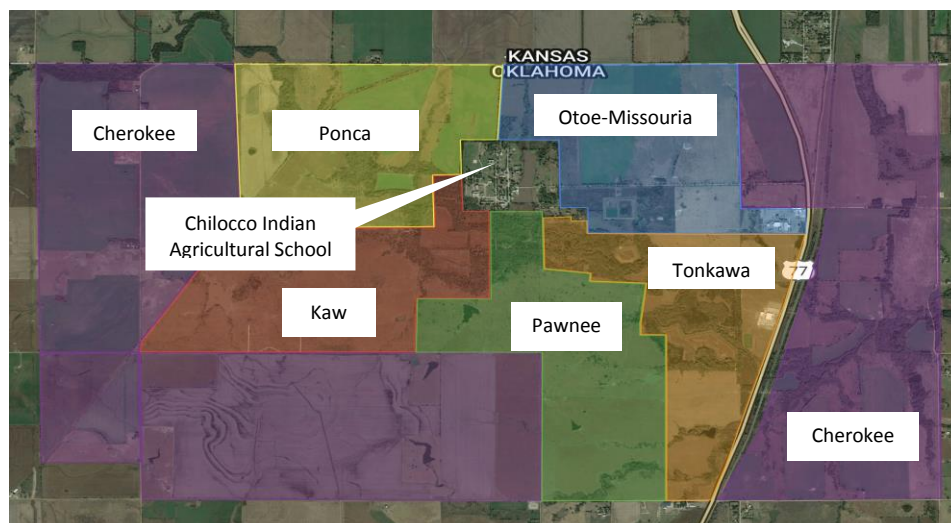 KANSAS
OKLAHOMA
Cherokee
Ponca
Otoe-Missouria
Chilocco Indian
Agricultural School
Tonkawa
77
Kaw
Pawnee
Cherokee